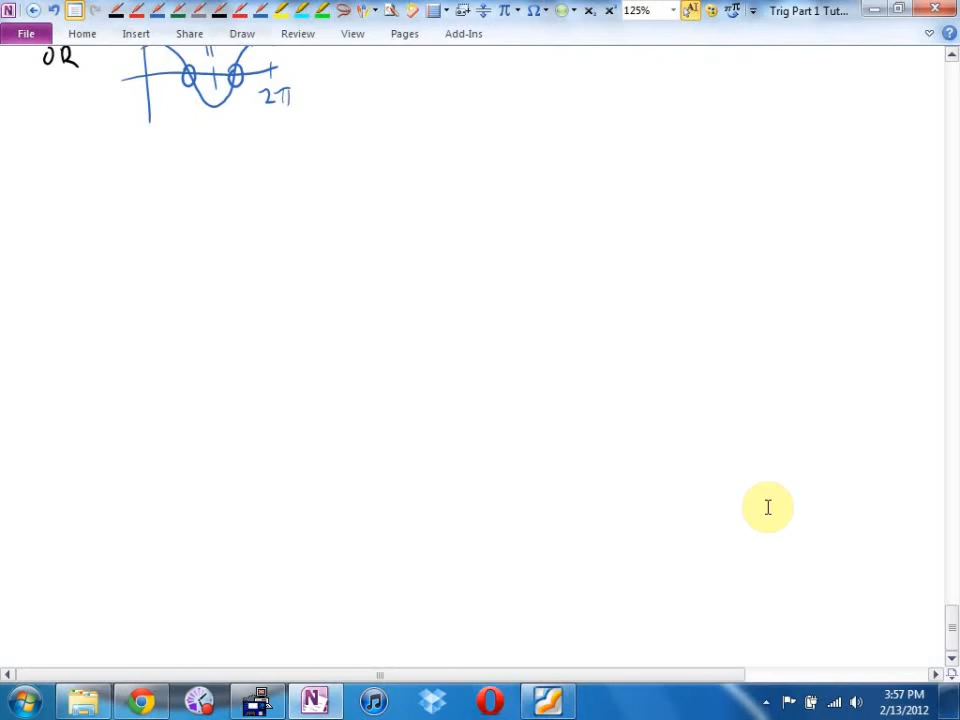 125%
Trig Part 1 Tut...
File Home Insert Share Draw Review View Pages Add-Ins
OR
π
2π
3:57 PM
2/13/2012